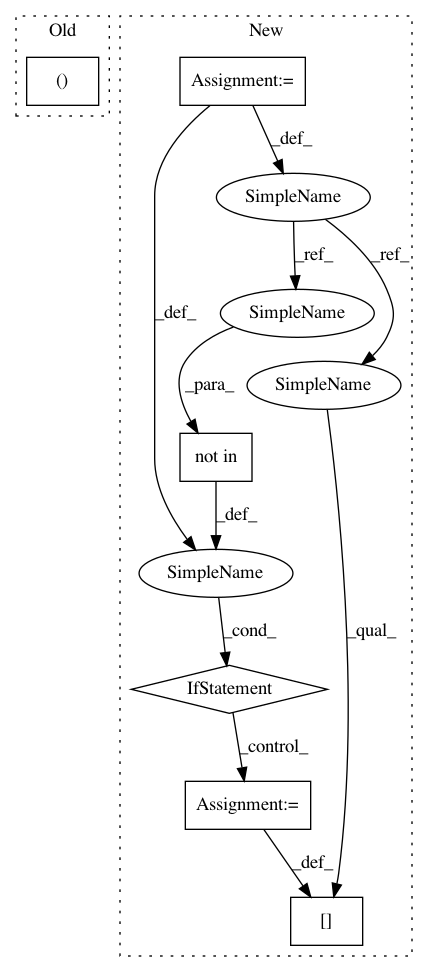 Old
New
()
Assignment:=
_def_
SimpleName
_ref_
_ref_
_def_
SimpleName
SimpleName
_para_
not in
_def_
SimpleName
_qual_
_cond_
IfStatement
_control_
Assignment:=
_def_
[]